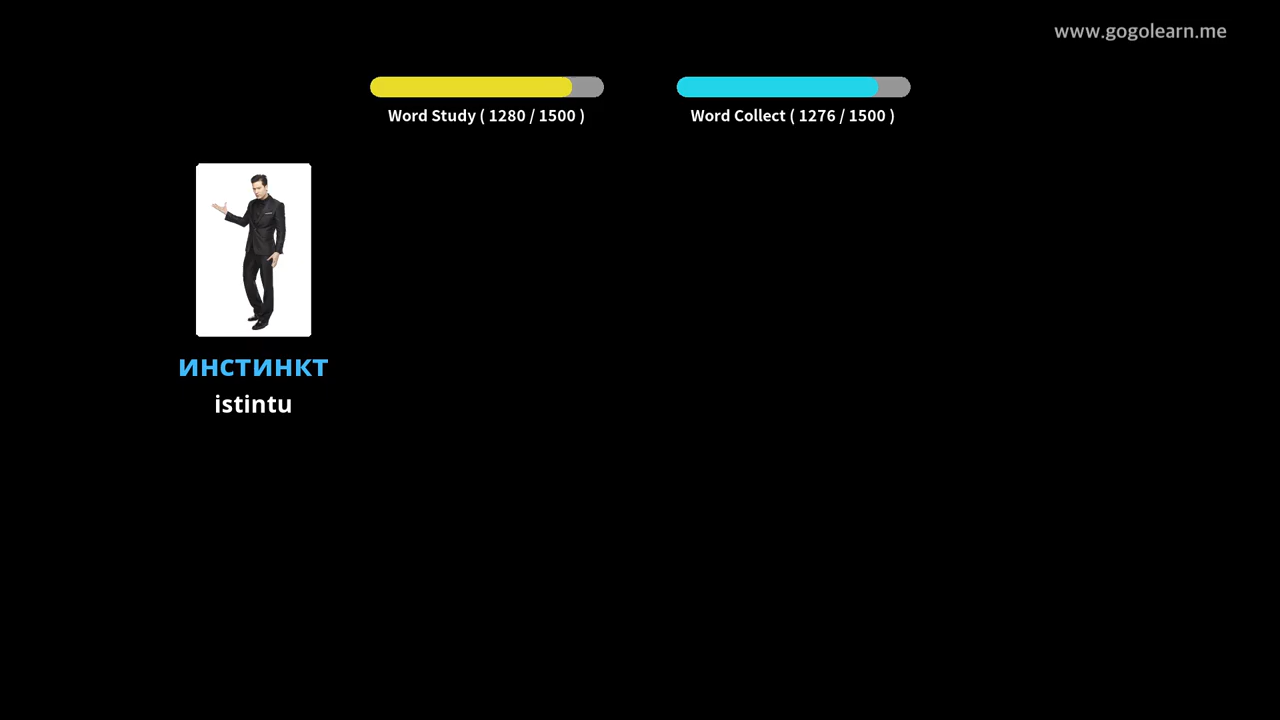 www.gogolearn.me
Word Study ( 1280 / 1500 )
Word Collect ( 1276 / 1500 )
инстинкт
istintu